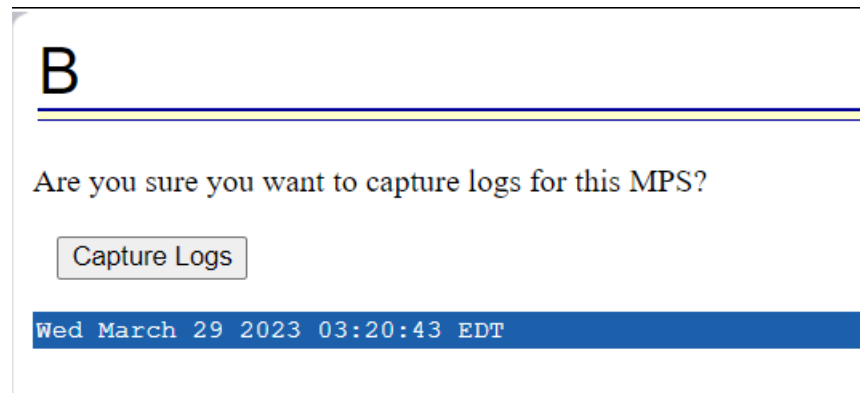 B
Are you sure you want to capture logs for this MPS?
Capture Logs
Wed March 29 2023 03:20:43 EDT